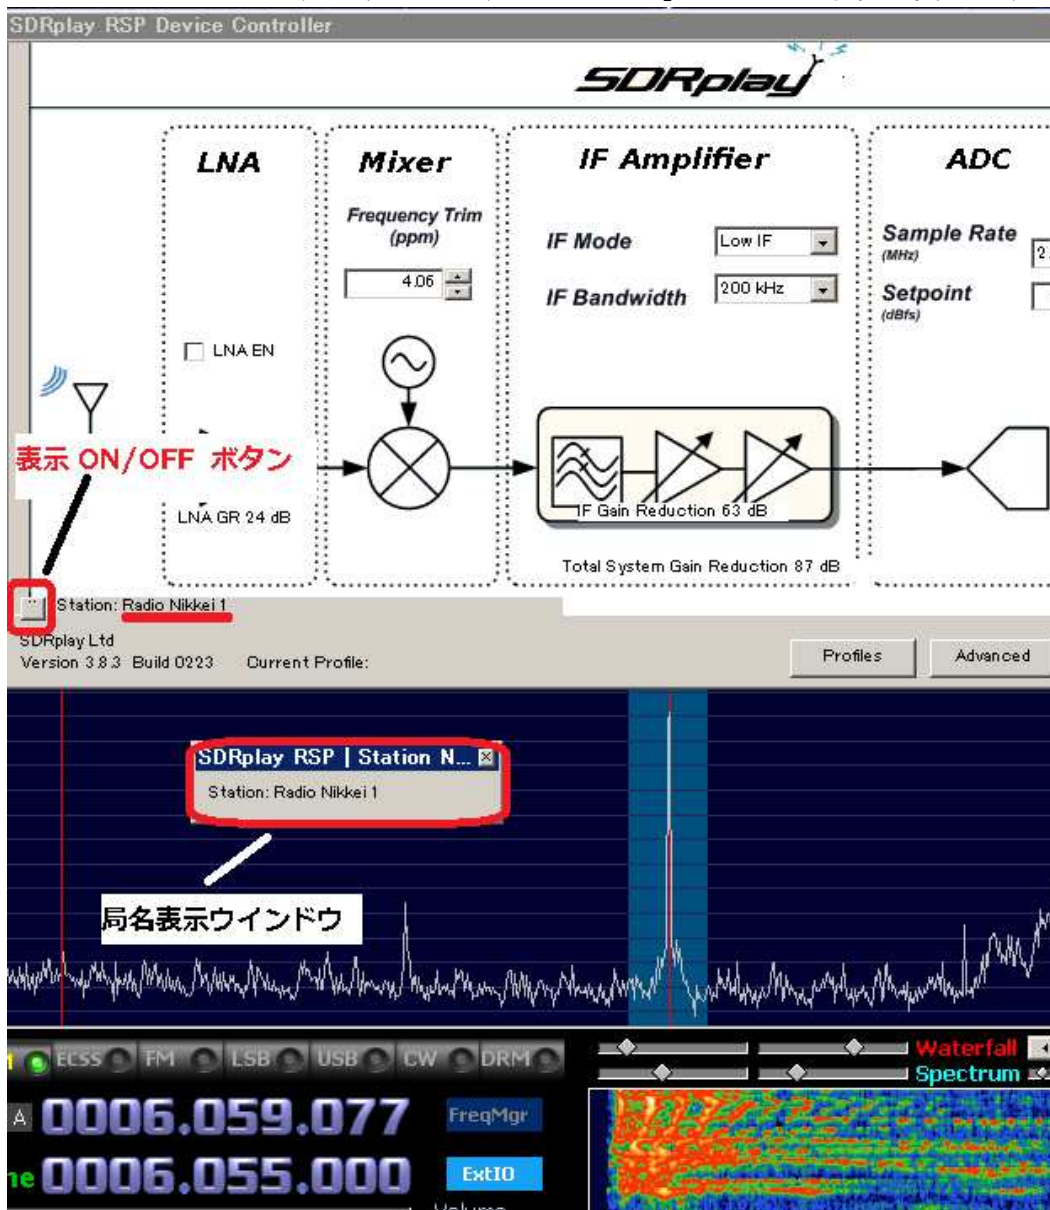 SDRplay RSP Device Controller
SDRplay
LNA
Mixer
IF Amplifier
ADC
Frequency Trim
(ppm)
4.06
IF Mode
Low IF
IF Bandwidth
200 kHz
Sample Rate
(MHz)
2.
Setpoint
(dBfs)
LNA EN
表示 ON/OFF ボタン
LNA GR 24 dB
IF Gain Reduction 63 dB
Total System Gain Reduction 87 dB
Station: Radio Nikkei 1
SDRplay Ltd
Version 3.8.3 Build 0223 Current Profile:
Profiles
Advanced
SDRplay RSP | Station N...
Station: Radio Nikkei 1
局名表示ウインドウ
ECSS FM LSB USB CW DRM
Waterfall
Spectrum
A 0006.059.077
FreqMgr
ne 0006.055.000
ExtIO
Volume